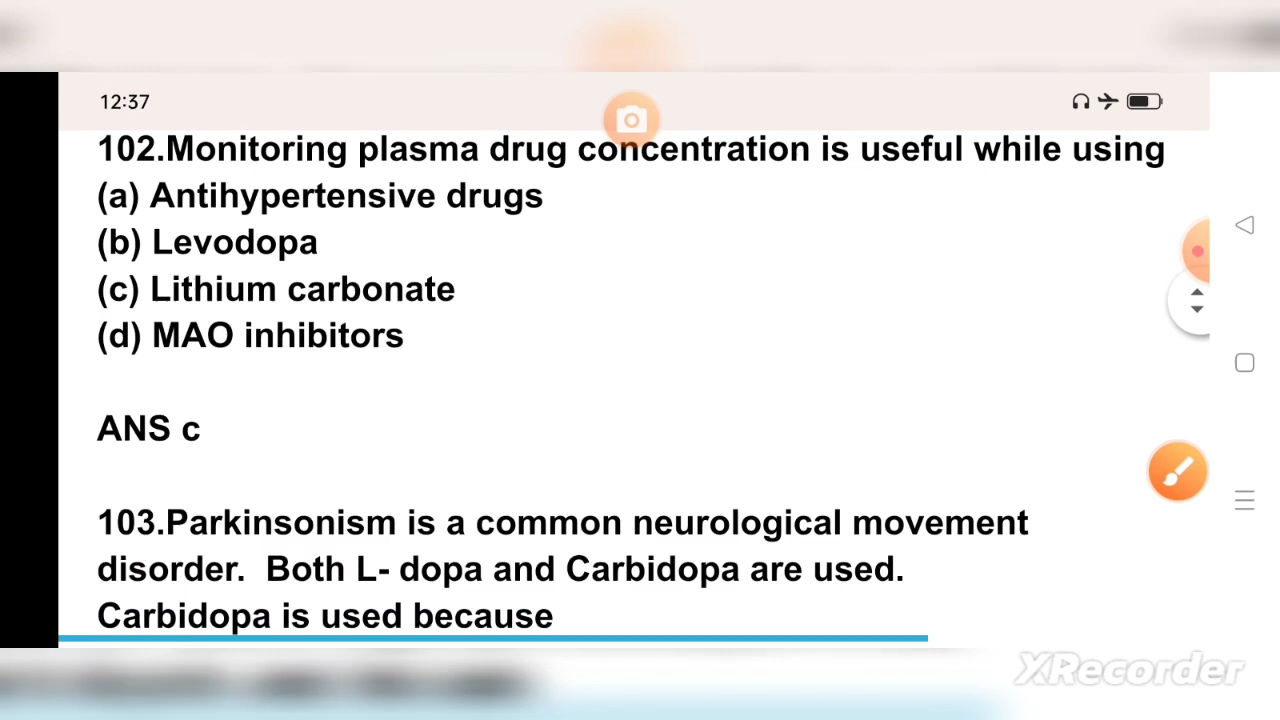 12:37
102.Monitoring plasma drug concentration is useful while using
(a) Antihypertensive drugs
(b) Levodopa
(c) Lithium carbonate
(d) MAO inhibitors
ANS c
103.Parkinsonism is a common neurological movement
disorder.  Both L- dopa and Carbidopa are used.
Carbidopa is used because
XRecorder